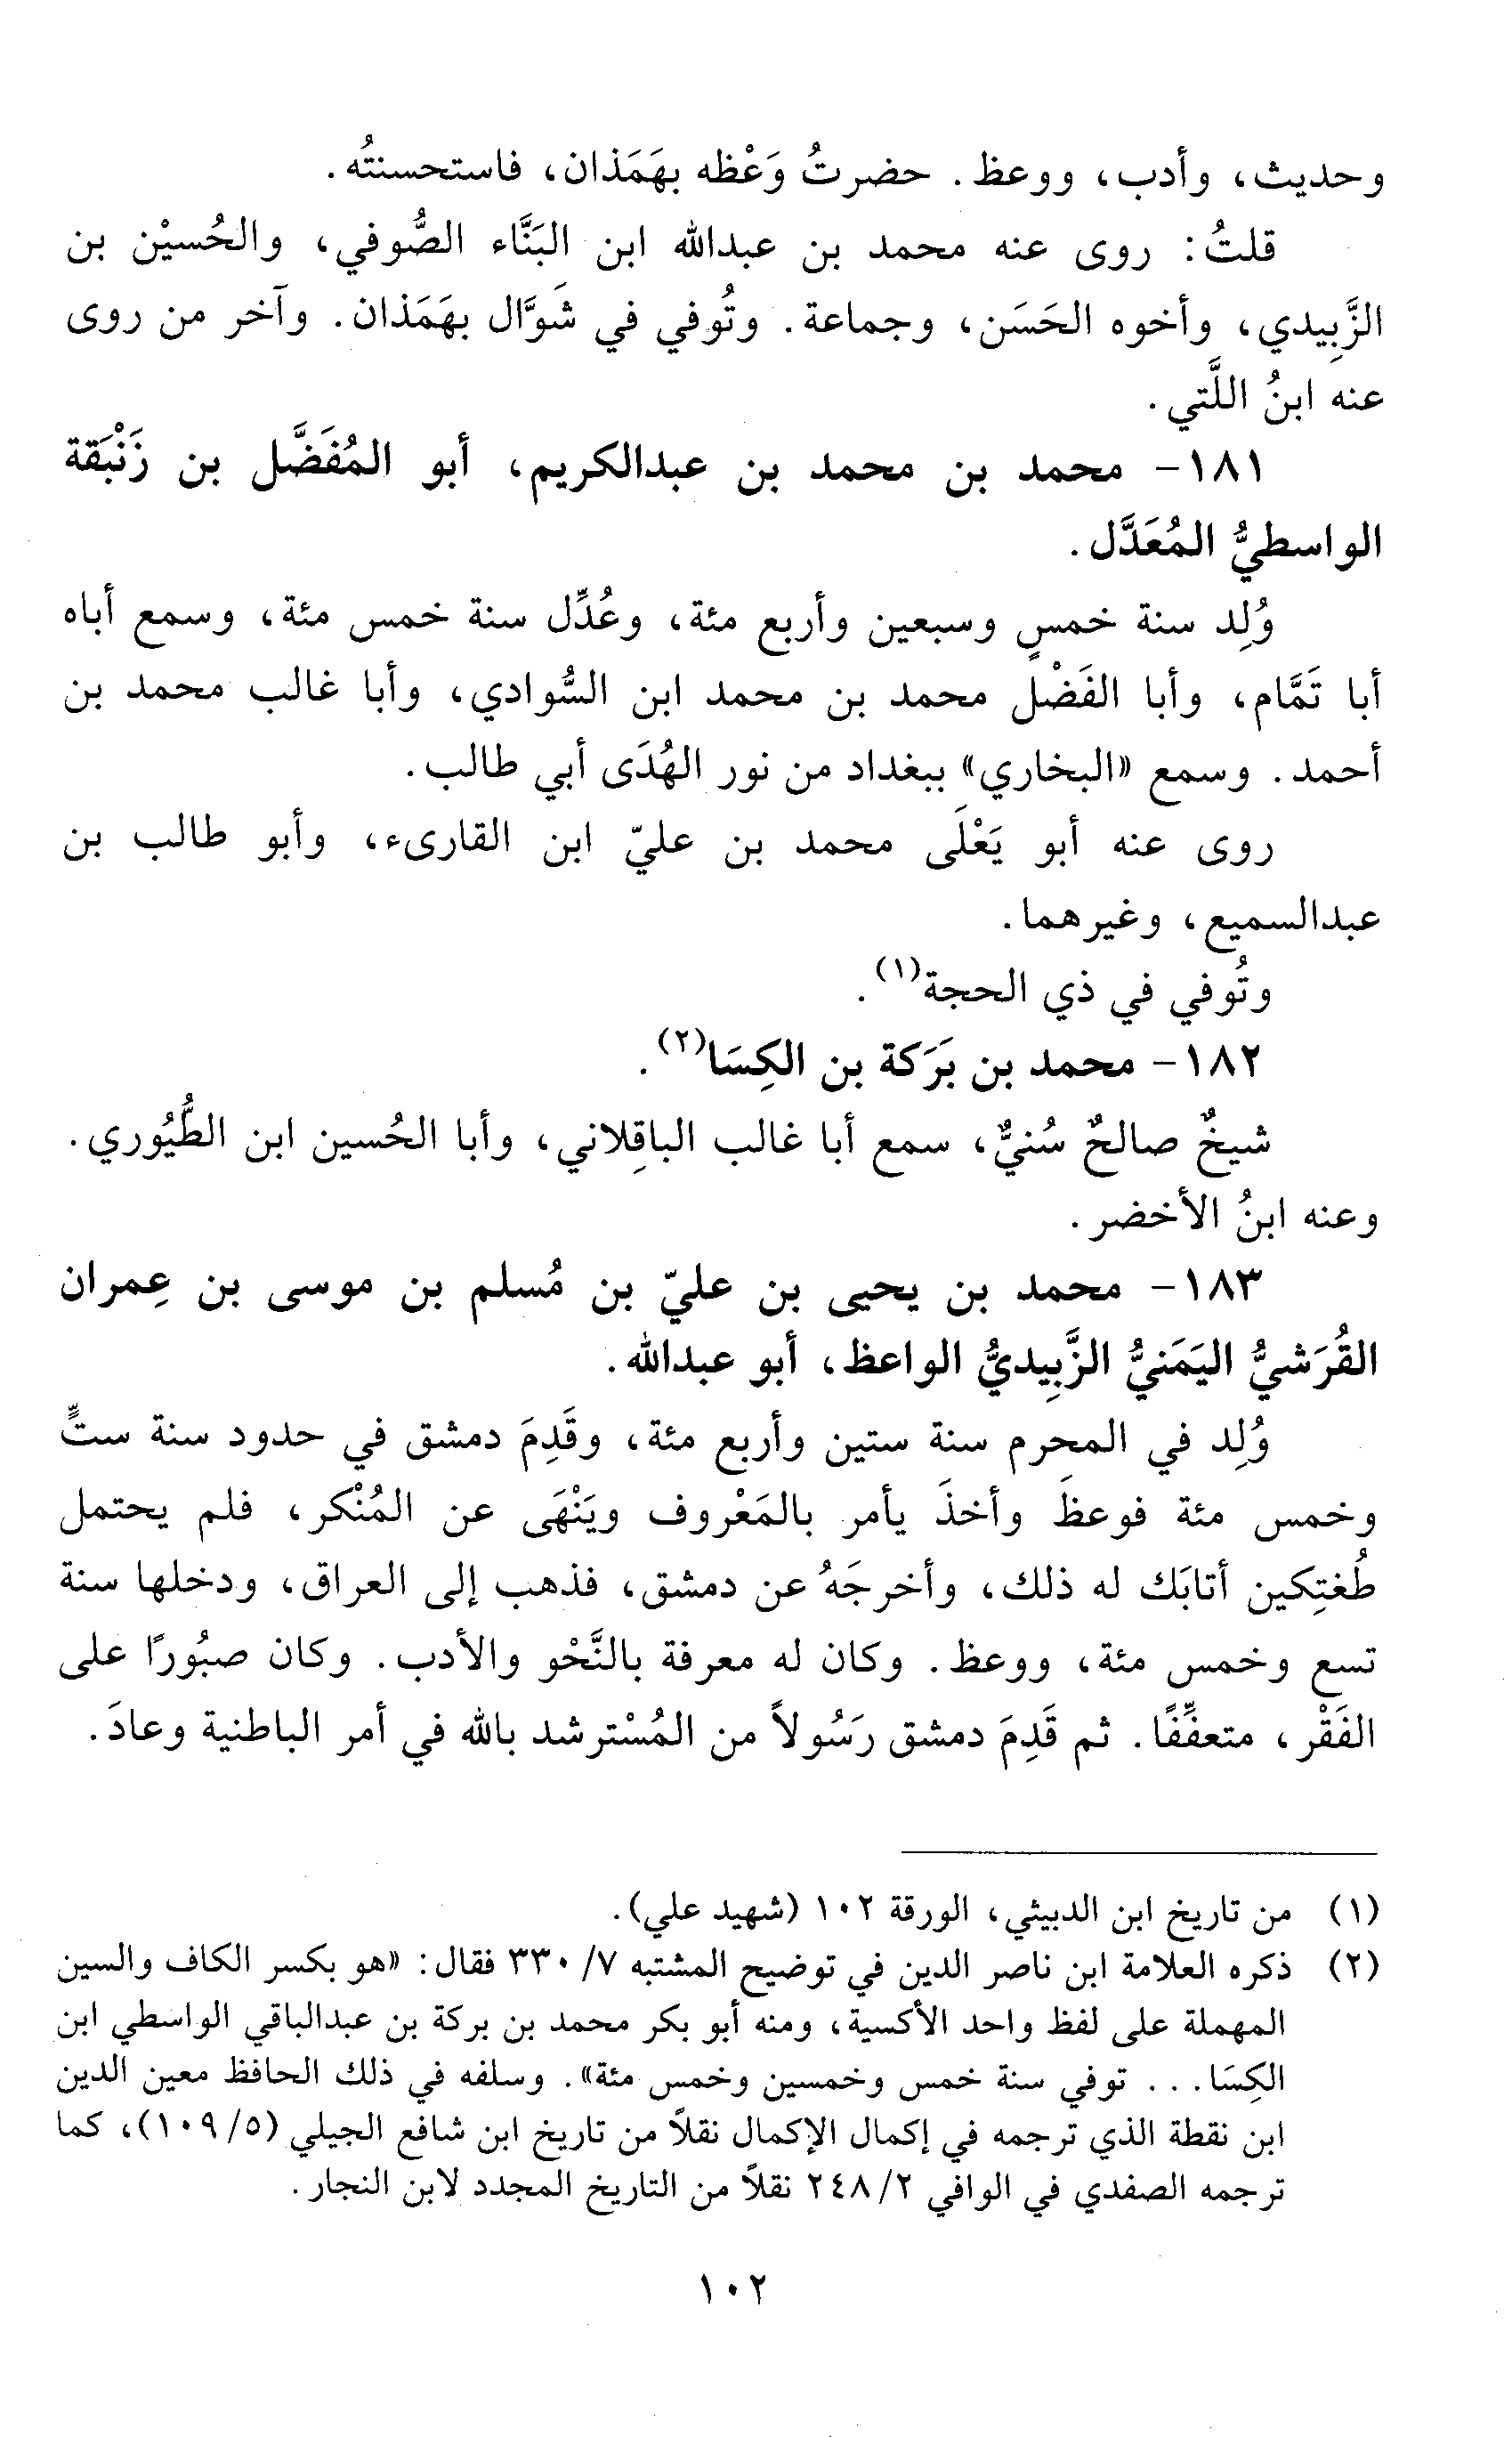 وحديث، وأدب، ووعظ. حضرتُ وَعْظه بهَمَذان، فاستحسنتُه.
قلتُ: روى عنه محمد بن عبدالله ابن البَنَّاء الصُّوفي، والحُسيْن بن
الزَّبِيدي، وأخوه الحَسَن، وجماعة. وتُوفي في شَوَّال بهَمَذان. وآخر من روى
عنه ابنُ اللَّتي.
١٨١- محمد بن محمد بن عبدالكريم، أبو المُفَضَّل بن زَنْبَقة
الواسطيُّ المُعَدَّل.
وُلِد سنة خمسٍ وسبعين وأربع مئة، وعُدِّل سنة خمس مئة، وسمع أباه
أبا تَمَّام، وأبا الفَضْل محمد بن محمد ابن السُّوادي، وأبا غالب محمد بن
أحمد. وسمع «البخاري» ببغداد من نور الهُدَى أبي طالب.
روى عنه أبو يَعْلَى محمد بن عليّ ابن القارىء، وأبو طالب بن
عبدالسميع، وغيرهما.
وتُوفي في ذي الحجة(١).
١٨٢- محمد بن بَرَكة بن الكِسَا(٢).
شيخٌ صالحٌ سُنيٌّ، سمع أبا غالب الباقِلاني، وأبا الحُسين ابن الطُّيُوري.
وعنه ابنُ الأخضر.
١٨٣- محمد بن يحيى بن عليّ بن مُسلم بن موسى بن عِمران
القُرَشيُّ اليَمَنيُّ الزَّبِيديُّ الواعظ، أبو عبدالله.
وُلِد في المحرم سنة ستين وأربع مئة، وقَدِمَ دمشق في حدود سنة ستٍّ
وخمس مئة فوعظَ وأخذَ يأمر بالمَعْروف ويَنْهَى عن المُنْكر، فلم يحتمل
طُغتِكين أتابَك له ذلك، وأخرجَهُ عن دمشق، فذهب إلى العراق، ودخلها سنة
تسع وخمس مئة، ووعظ. وكان له معرفة بالنَّحْو والأدب. وكان صبُورًا على
الفَقْر، متعفِّفًا. ثم قَدِمَ دمشق رَسُولاً من المُسْترشد بالله في أمر الباطنية وعادَ.
(١) من تاريخ ابن الدبيثي، الورقة ١٠٢ (شهيد علي).
(٢) ذكره العلامة ابن ناصر الدين في توضيح المشتبه ٧/ ٣٣٠ فقال: «هو بكسر الكاف والسين
المهملة على لفظ واحد الأكسية، ومنه أبو بكر محمد بن بركة بن عبدالباقي الواسطي ابن
الكِسَا... توفي سنة خمس وخمسين وخمس مئة». وسلفه في ذلك الحافظ معين الدين
ابن نقطة الذي ترجمه في إكمال الإكمال نقلاً من تاريخ ابن شافع الجيلي (٥/ ١٠٩)، كما
ترجمه الصفدي في الوافي ٢/ ٢٤٨ نقلاً من التاريخ المجدد لابن النجار.
١٠٢